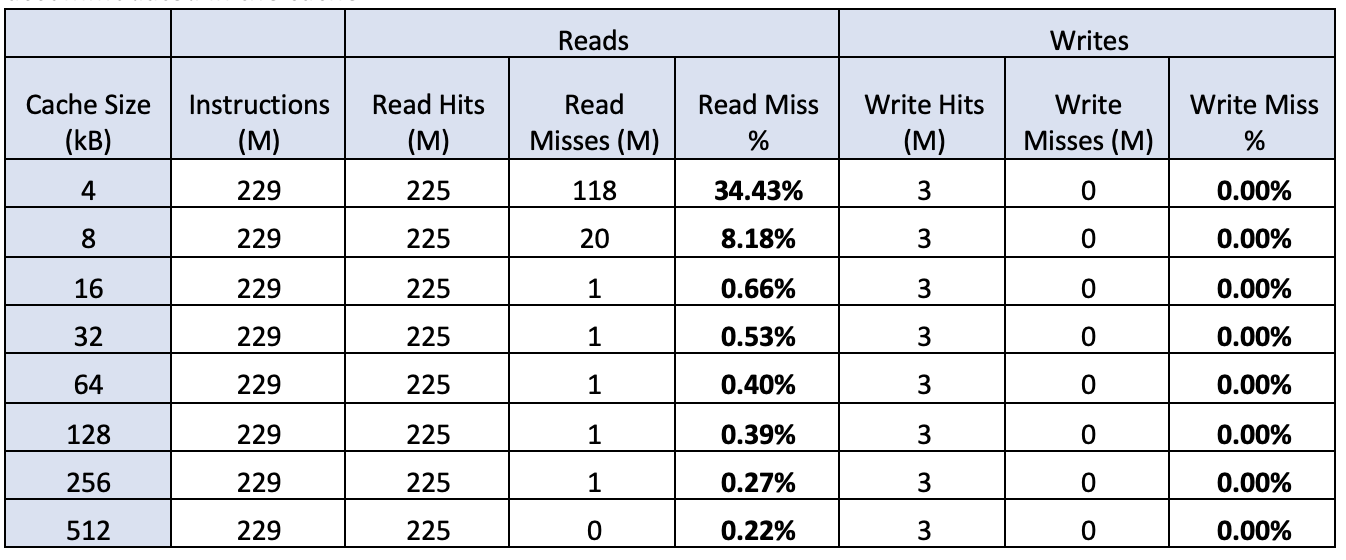 Reads Writes
Cache Size (kB) Instructions (M) Read Hits (M) Read Misses (M) Read Miss % Write Hits (M) Write Misses (M) Write Miss %
4 229 225 118 34.43% 3 0 0.00%
8 229 225 20 8.18% 3 0 0.00%
16 229 225 1 0.66% 3 0 0.00%
32 229 225 1 0.53% 3 0 0.00%
64 229 225 1 0.40% 3 0 0.00%
128 229 225 1 0.39% 3 0 0.00%
256 229 225 1 0.27% 3 0 0.00%
512 229 225 0 0.22% 3 0 0.00%